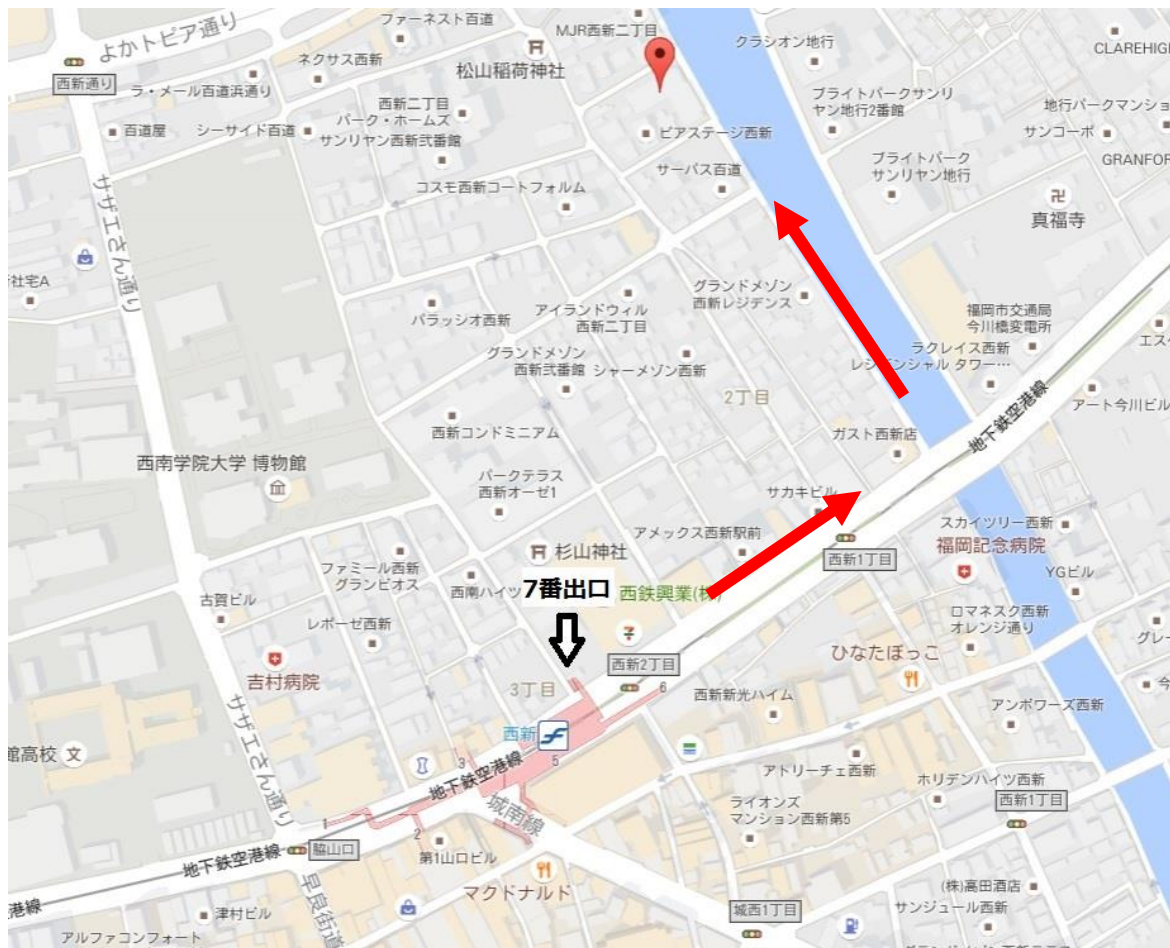 よかトピア通り
西新通り
ファーネスト百道
ネクサス西新
ラ・メール百道浜通り
MJR西新二丁目
松山稲荷神社
クラシオン地行
CLAREHIG
西新二丁目
パーク・ホームズ
百道屋
シーサイド百道
サンリヤン西新弐番館
ピアステージ西新
ブライトパークサンリ
ヤン地行2番館
地行パークマンショ
サンコーポ
サーパス百道
ブライトパーク
サンリヤン地行
GRANFOR
コスモ西新コートフォルム
真福寺
サザエさん通り
社宅A
グランドメゾン
西新レジデンス
パラッシオ西新
アイランドウィル
西新二丁目
福岡市交通局
今川橋変電所
グランドメゾン
西新弐番館
シャーメゾン西新
ラクレイス西新
レジデンシャル タワー…
エス
2丁目
アート今川ビル
西新コンドミニアム
ガスト西新店
地下鉄空港線
西南学院大学 博物館
パークテラス
西新オーゼ1
サカキビル
スカイツリー西新
アメックス西新駅前
西新1丁目
福岡記念病院
杉山神社
ファミール西新
グランビオス
西南ハイツ
7番出口
西鉄興業(株)
YGビル
古賀ビル
レポーゼ西新
ロマネスク西新
オレンジ通り
グレー
吉村病院
3丁目
西新2丁目
6
ひなたぼっこ
西新新光ハイム
今
アンポワーズ西新
サザエさん通り
館高校
西新
3
5
地下鉄空港線
アトリーチェ西新
ホリデンハイツ西新
西新1丁目
1
2
城南線
ライオンズ
マンション西新第5
脇山口
地下鉄空港線
第1山口ビル
早良街道
マクドナルド
港線
津村ビル
城西1丁目
(株)高田酒店
サンジュール西新
アルファコンフォート